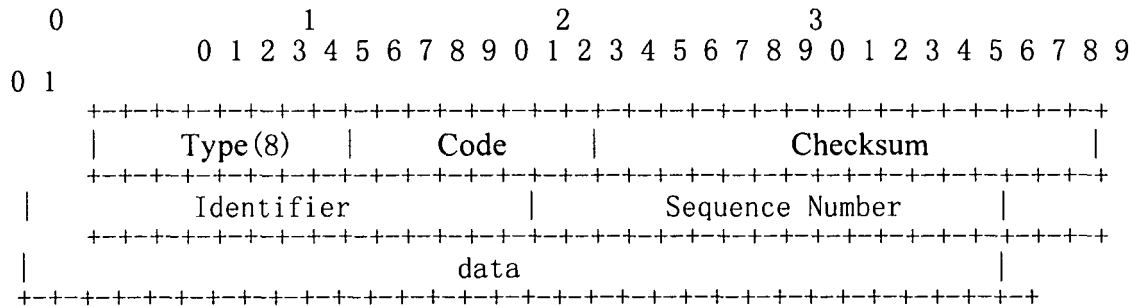 0 1 2 3
0 1 2 3 4 5 6 7 8 9 0 1 2 3 4 5 6 7 8 9 0 1 2 3 4 5 6 7 8 9
0 1
+-+-+-+-+-+-+-+-+-+-+-+-+-+-+-+-+-+-+-+-+-+-+-+-+-+-+-+-+-+-+-+-+
| Type(8) | Code | Checksum |
+-+-+-+-+-+-+-+-+-+-+-+-+-+-+-+-+-+-+-+-+-+-+-+-+-+-+-+-+-+-+-+-+
| Identifier | Sequence Number |
+-+-+-+-+-+-+-+-+-+-+-+-+-+-+-+-+-+-+-+-+-+-+-+-+-+-+-+-+-+-+-+-+
| data |
+-+-+-+-+-+-+-+-+-+-+-+-+-+-+-+-+-+-+-+-+-+-+-+-+-+-+-+-+-+-+-+-+